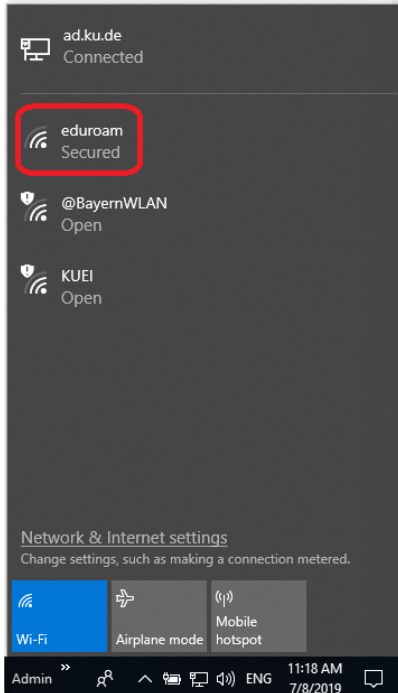 ad.ku.de
Connected
eduroam
Secured
@BayernWLAN
Open
KUEI
Open
Network & Internet settings
Change settings, such as making a connection metered.
Wi-Fi
Airplane mode
Mobile
hotspot
Admin
»
ENG
11:18 AM
7/8/2019